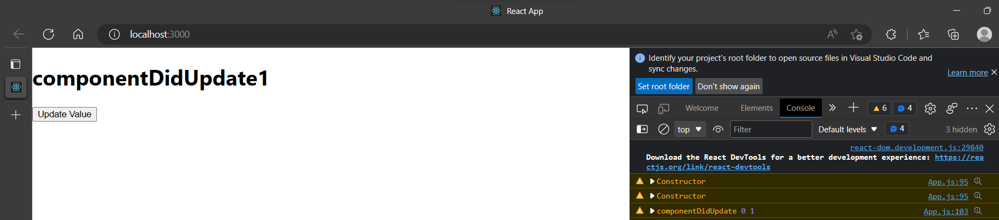 React App
localhost:3000
componentDidUpdate1
Update Value
Identify your project's root folder to open source files in Visual Studio Code and
sync changes.
Learn more
Set root folder
Don't show again
Welcome
Elements
Console
6
4
top
Filter
Default levels
4
3 hidden
react-dom.development.js:29840
Download the React DevTools for a better development experience: https://rea
ctjs.org/link/react-devtools
Constructor App.js:95
Constructor App.js:95
componentDidUpdate 0 1 App.js:103